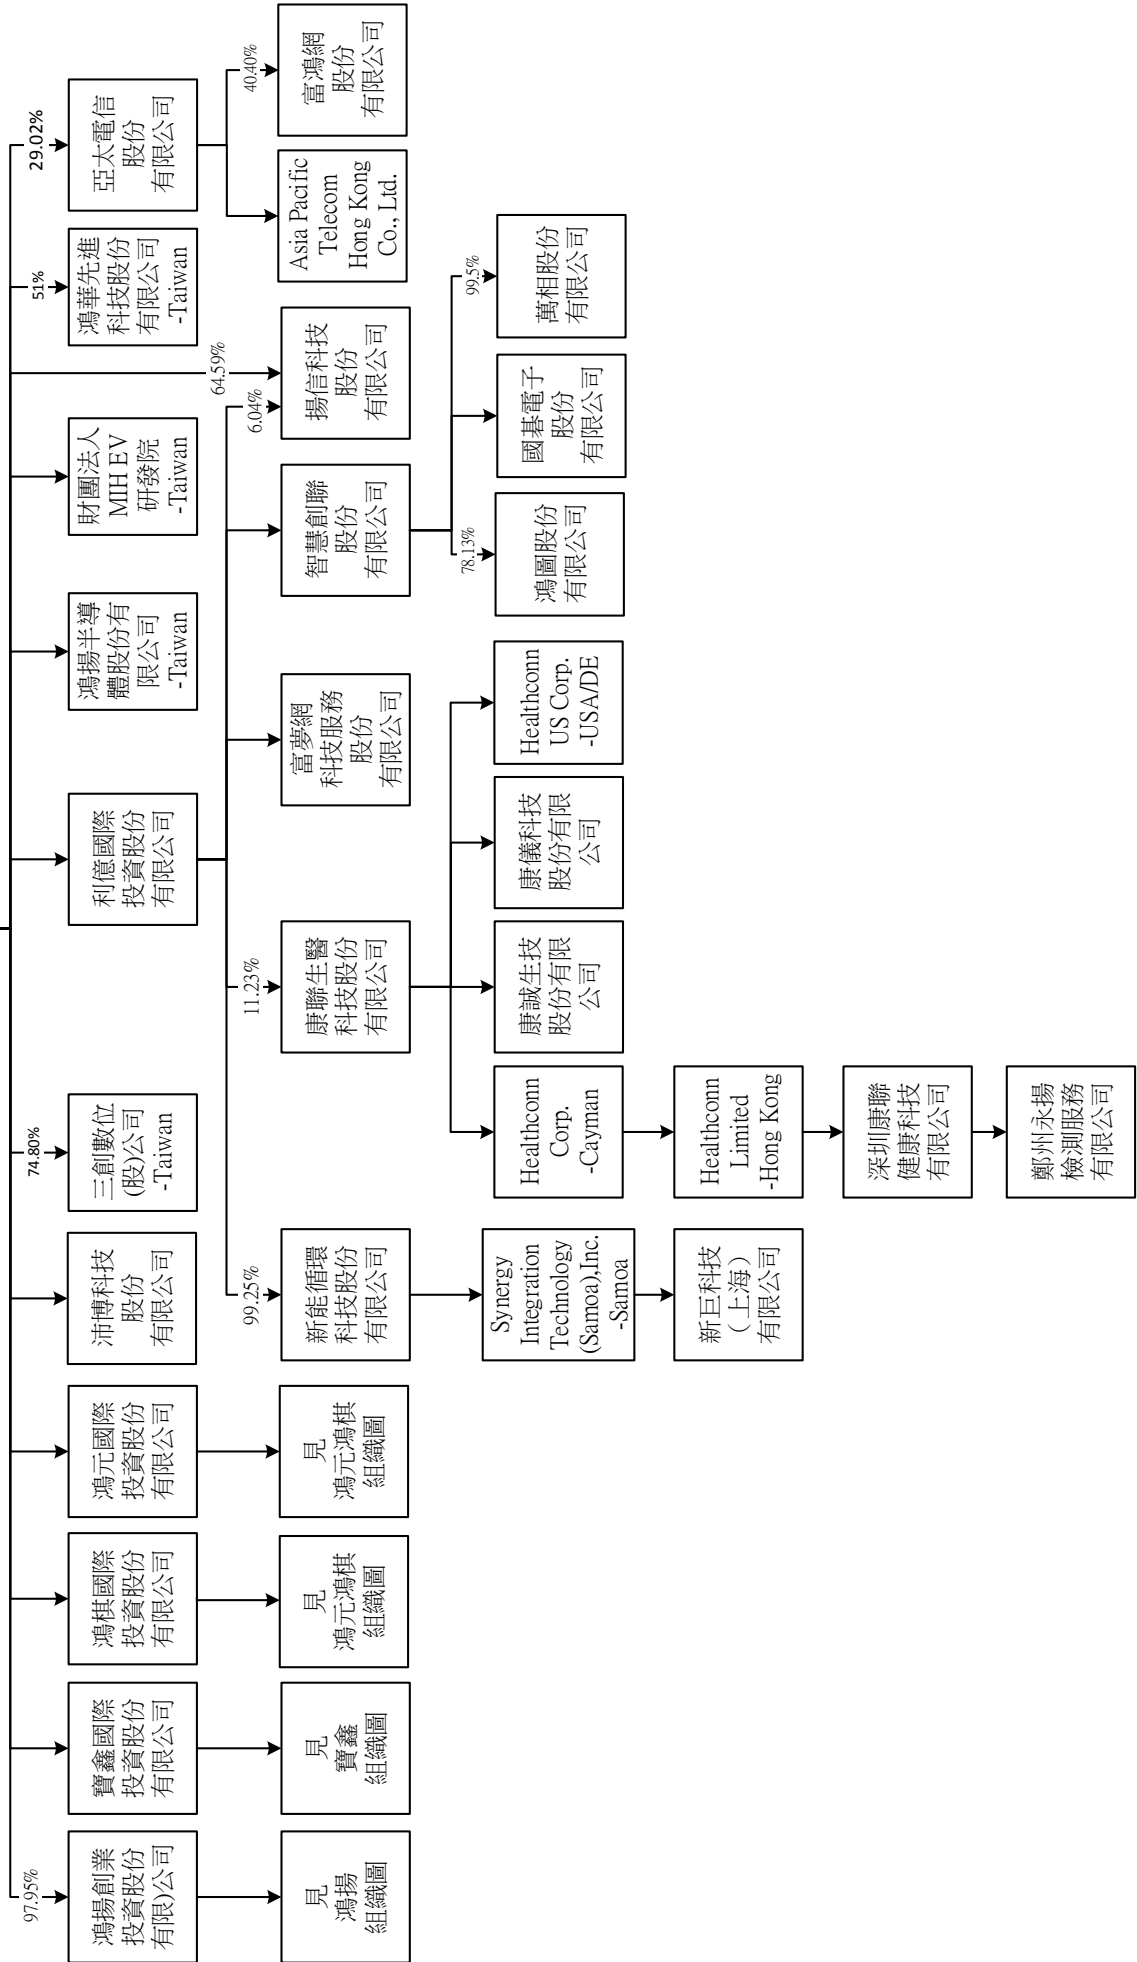 97.95%
鴻揚創業
投資股份
有限)公司
見
鴻揚
組織圖
寶鑫國際
投資股份
有限公司
見
寶鑫
組織圖
鴻棋國際
投資股份
有限公司
見
鴻元鴻棋
組織圖
鴻元國際
投資股份
有限公司
見
鴻元鴻棋
組織圖
沛博科技
股份
有限公司
74.80%
三創數位
(股)公司
-Taiwan
利億國際
投資股份
有限公司
99.25%
新能循環
科技股份
有限公司
Synergy
Integration
Technology
(Samoa),Inc.
-Samoa
新巨科技
（上海）
有限公司
11.23%
康聯生醫
科技股份
有限公司
Healthconn
Corp.
-Cayman
Healthconn
Limited
-Hong Kong
深圳康聯
健康科技
有限公司
鄭州永揚
檢測服務
有限公司
康誠生技
股份有限
公司
康儀科技
股份有限
公司
Healthconn
US Corp.
-USA/DE
富夢網
科技服務
股份
有限公司
智慧創聯
股份
有限公司
78.13%
鴻圖股份
有限公司
國碁電子
股份
有限公司
99.5%
萬相股份
有限公司
6.04%
64.59%
揚信科技
股份
有限公司
鴻揚半導
體股份有
限公司
-Taiwan
財團法人
MIH EV
研發院
-Taiwan
51%
鴻華先進
科技股份
有限公司
-Taiwan
29.02%
亞太電信
股份
有限公司
Asia Pacific
Telecom
Hong Kong
Co., Ltd.
40.40%
富鴻網
股份
有限公司